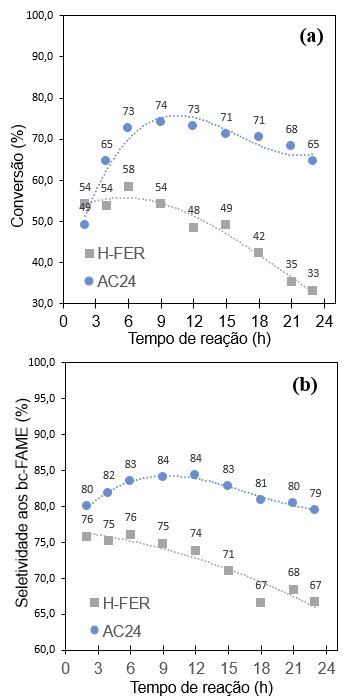 100,0
(a)
90,0
80,0
73 74 73 71 71 68 65
70,0
65
60,0
54 54 58 54 49
50,0
49 48 42
40,0
35 33
H-FER
AC24
30,0
0 3 6 9 12 15 18 21 24
Conversão (%)
Tempo de reação (h)
100,0
(b)
95,0
90,0
85,0
80 82 83 84 84 83 81 80 79
80,0
76 75 76 75 74 71
75,0
70,0
67 68 67
65,0
H-FER
AC24
60,0
0 3 6 9 12 15 18 21 24
Seletividade aos bc-FAME (%)
Tempo de reação (h)